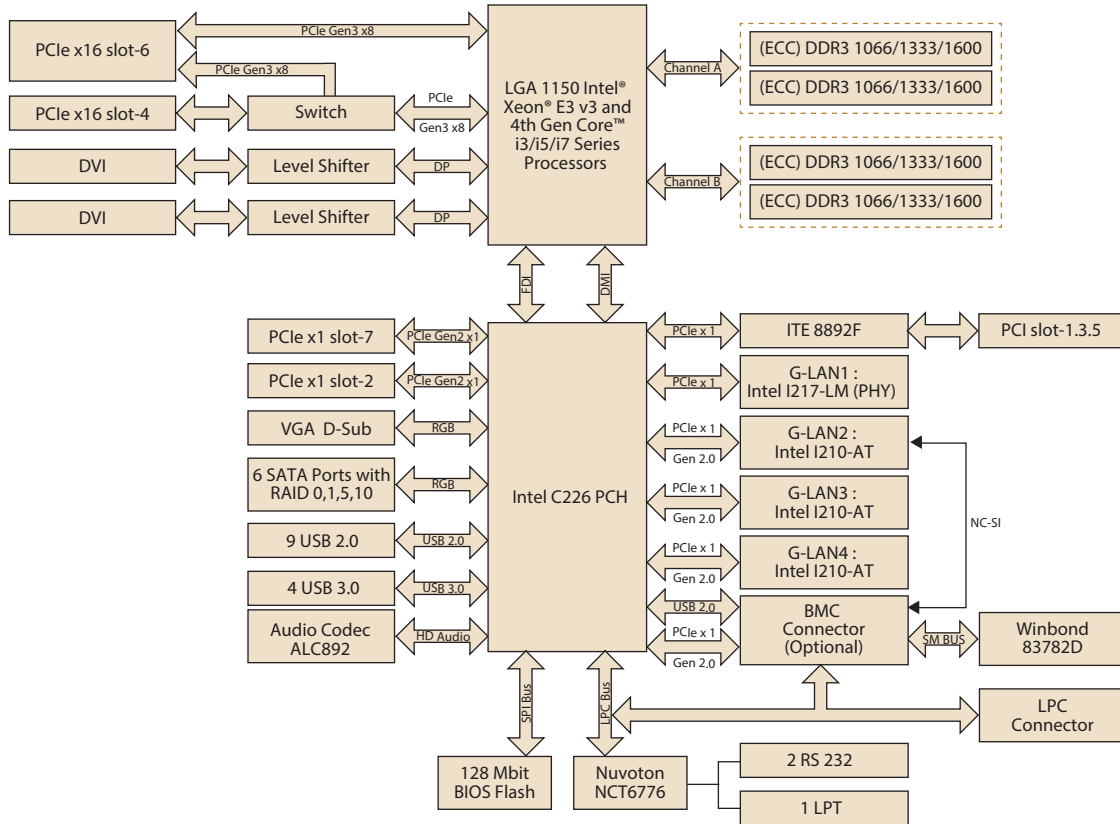 PCIe x16 slot-6
PCIe Gen3 x8
PCIe Gen3 x8
PCIe x16 slot-4
Switch
PCIe
Gen3 x8
DVI
Level Shifter
DP
DVI
Level Shifter
DP
LGA 1150 Intel®
Xeon® E3 v3 and
4th Gen Core™
i3/i5/i7 Series
Processors
Channel A
(ECC) DDR3 1066/1333/1600
(ECC) DDR3 1066/1333/1600
Channel B
(ECC) DDR3 1066/1333/1600
(ECC) DDR3 1066/1333/1600
FDI
DMI
PCIe x1 slot-7
PCIe Gen2 x1
PCIe x1 slot-2
PCIe Gen2 x1
VGA D-Sub
RGB
6 SATA Ports with
RAID 0,1,5,10
RGB
9 USB 2.0
USB 2.0
4 USB 3.0
USB 3.0
Audio Codec
ALC892
HD Audio
Intel C226 PCH
PCIe x 1
ITE 8892F
PCI slot-1.3.5
PCIe x 1
G-LAN1 :
Intel I217-LM (PHY)
PCIe x 1
Gen 2.0
G-LAN2 :
Intel I210-AT
PCIe x 1
Gen 2.0
G-LAN3 :
Intel I210-AT
NC-SI
PCIe x 1
Gen 2.0
G-LAN4 :
Intel I210-AT
USB 2.0
PCIe x 1
Gen 2.0
BMC
Connector
(Optional)
SM BUS
Winbond
83782D
SPI Bus
LPC Bus
LPC
Connector
128 Mbit
BIOS Flash
Nuvoton
NCT6776
2 RS 232
1 LPT